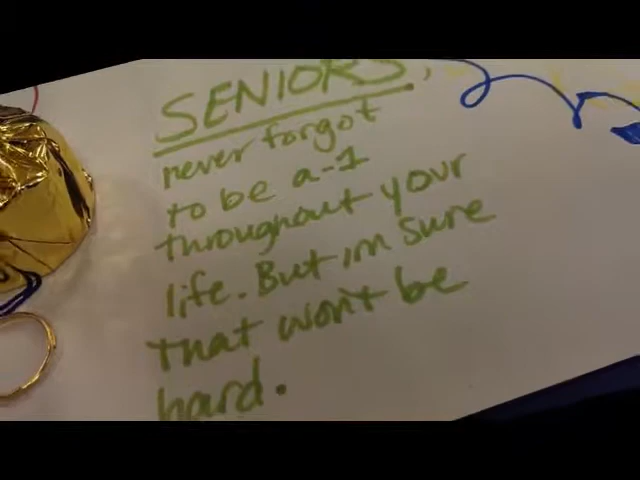 SENIORS,
never forgot
to be a-1
throughout your
life. But im sure
that won't be
hard.